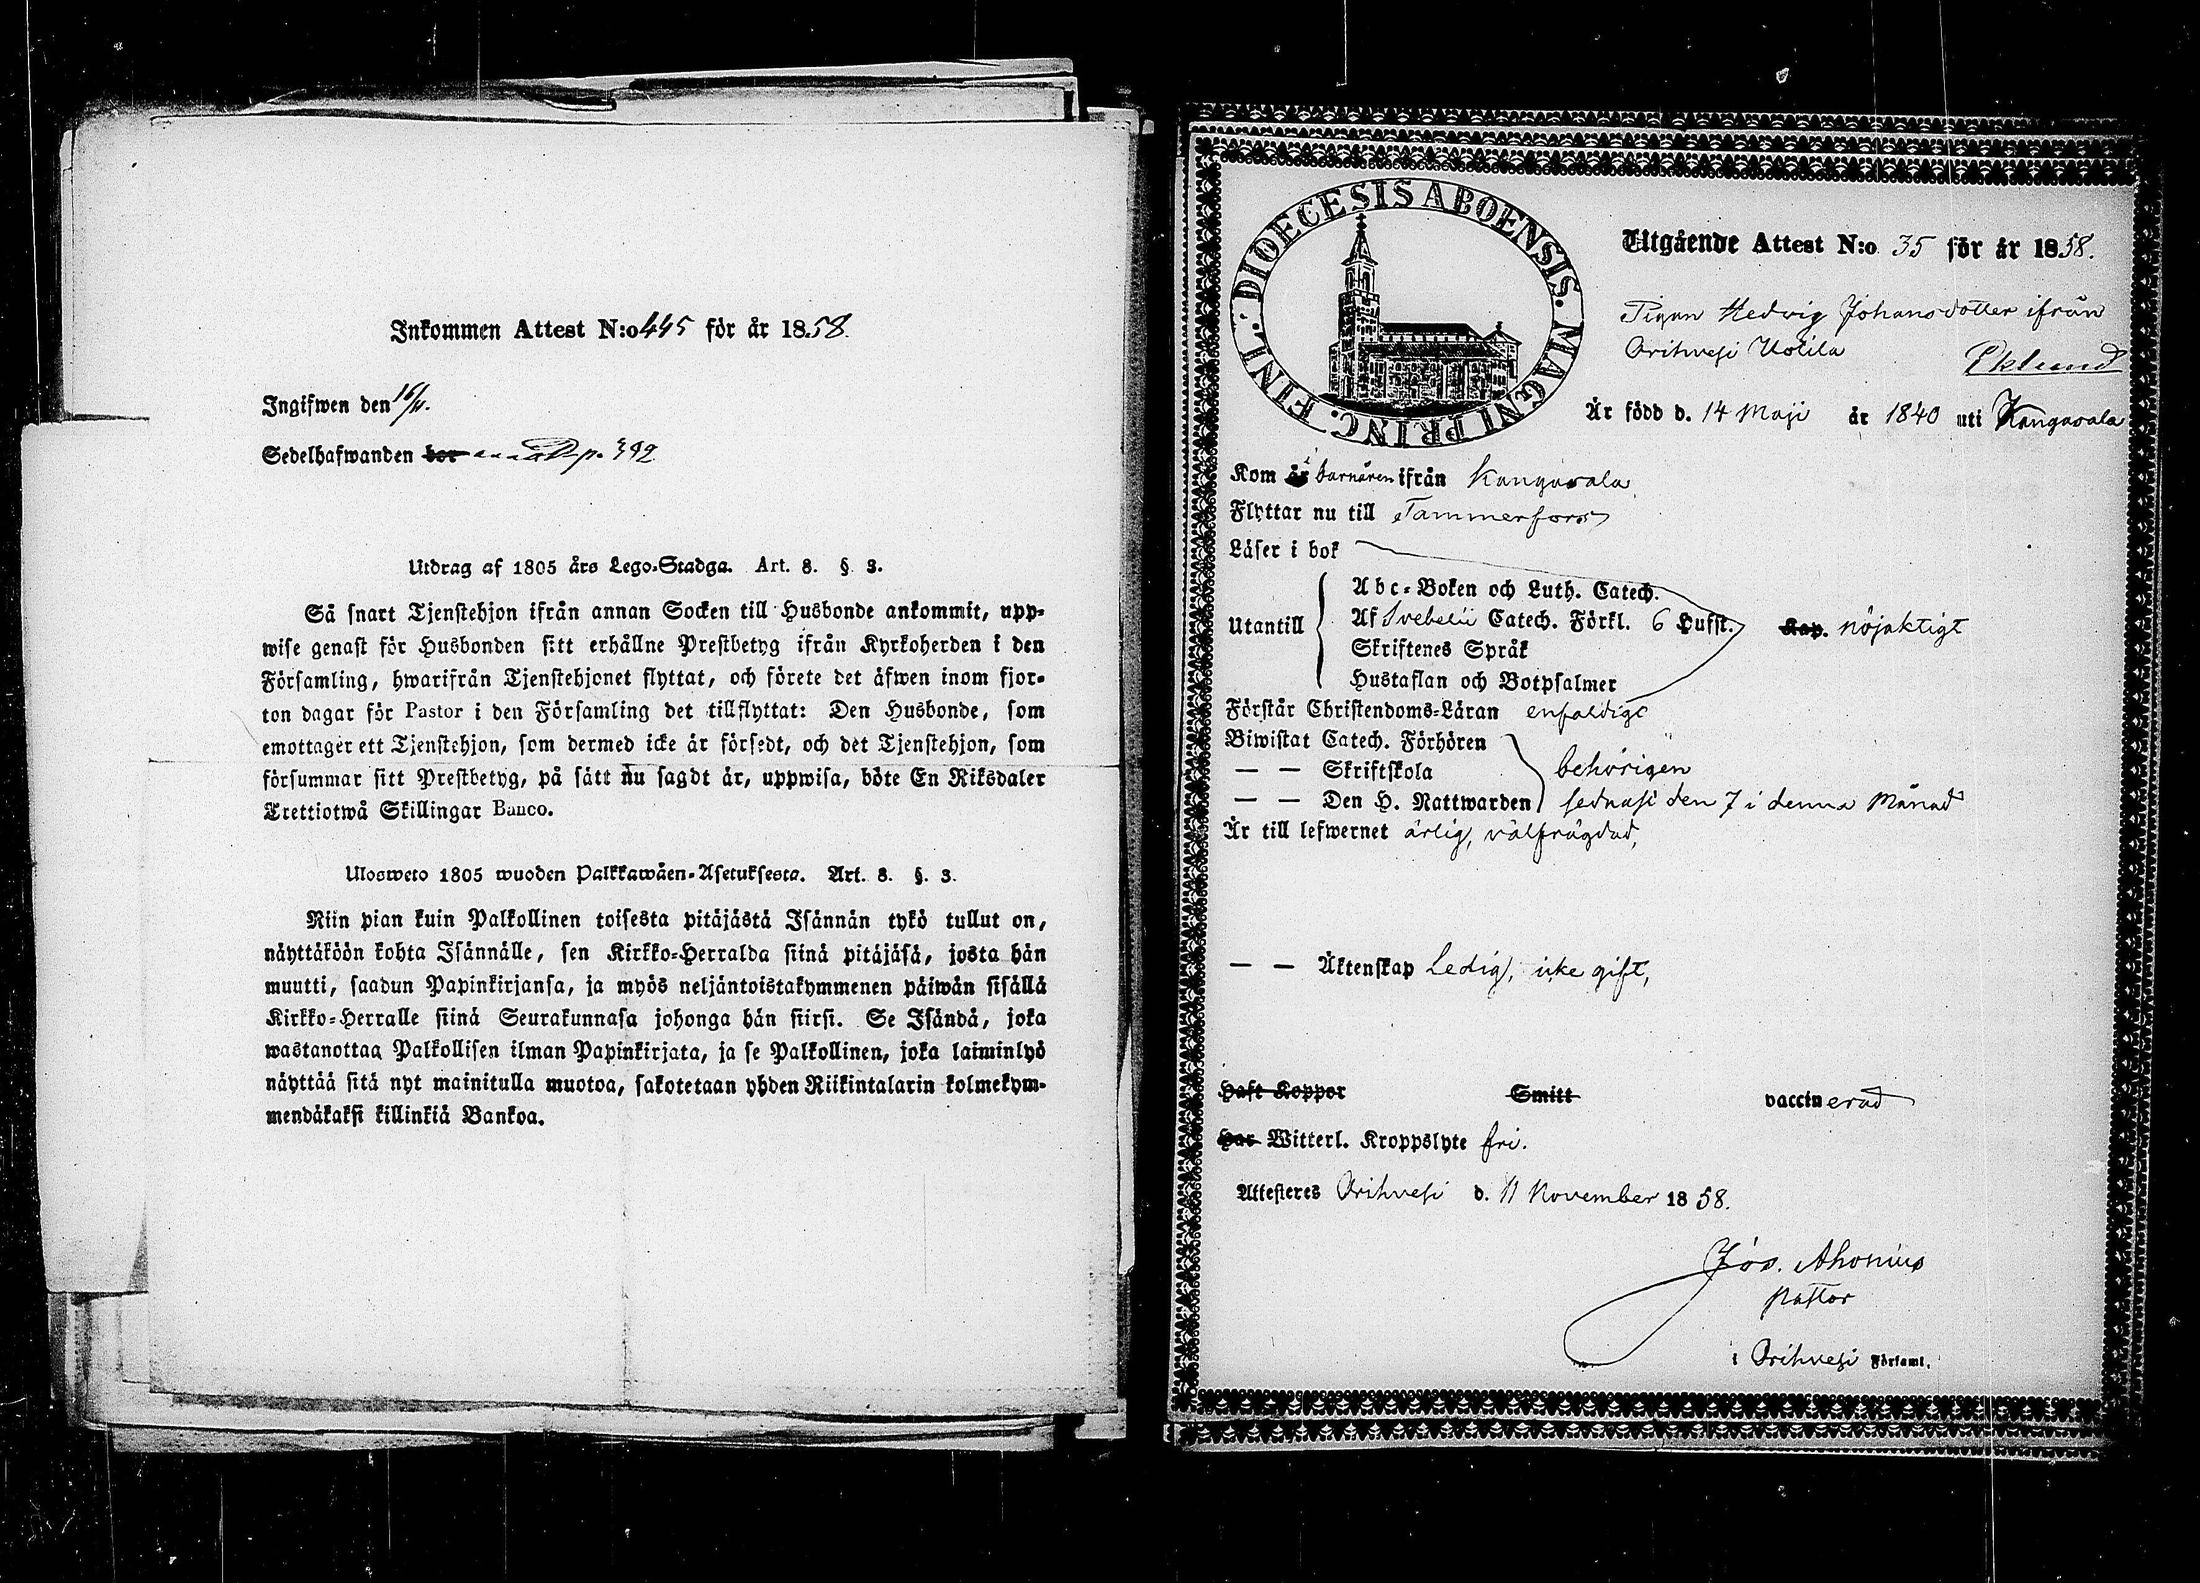 Inkommen Attest N:o 445 för år 1858.
Ingifwen den 16/11.
Sedelhafwanden bor p. 392
Utdrag af 1805 års Lego-Stadga. Art. 8. § 3.
Så snart Tjenstehjon ifrån annan Socken till Husbonde ankommit, upp-
wise genast för Husbonden sitt erhållne Prestbetyg ifrån Kyrkoherden i den
Församling, hwarifrån Tjenstehjonet flyttat, och förete det äfwen inom fjor-
ton dagar för Pastor i den Församling det tillflyttat: Den Husbonde, som
emottager ett Tjenstehjon, som dermed icke är försedt, och det Tjenstehjon, som
försummar sitt Prestbetyg, på sätt nu sagdt är, uppwisa, böte En Riksdaler
Trettiotwå Skillingar Banco.
Ulosweto 1805 wuoden Palkkawäen-Asetuksesta. Art. 8. §. 3.
Niin pian kuin Palkollinen toisesta pitäjästä Isännän tykö tullut on,
näyttäköön kohta Isännälle, sen Kirkko-Herralda siinä pitäjäsä, josta hän
muutti, saadun Papinkirjansa, ja myös neljäntoistakymmenen päiwän sisällä
Kirkko-Herralle siinä Seurakunnasa johonga hän siirsi. Se Isändä, joka
wastanottaa Palkollisen ilman Papinkirjata, ja se Palkollinen, joka laiminlyö
näyttää sitä nyt mainitulla muotoa, sakotetaan yhden Riikintalarin kolmekym-
mendäkaksi killinkiä Bankoa.
DIOECESIS ABOENSIS. MAGNI PRINC. FINL.
Utgående Attest N:o 35 för år 1858.
Pigan Hedvig Johansdotter ifrån
Orihvesi Uotila Eklund
Är född d. 14 Maji år 1840 uti Kangasala
Kom i barnåren ifrån Kangasala
Flyttar nu till Tammerfors
Läser i bok
Abc-Boken och Luth. Catech.
Utantill Af Svebelii Catech. Förkl. 6 Hufst. Kap. nöjaktigt
Skriftenes Språk
Hustaflan och Botpsalmer
Förstår Christendoms-Läran enfaldigt
Biwistat Catech. Förhören
— — Skriftskola behörigen
— — Den H. Nattwarden sednast den 7 i denna Månad
Är till lefwernet ärlig, välfrägdad,
— — Äktenskap Ledig, icke gift,
Haft Koppor Smitt vaccinerad
Har Witterl. Kroppslyte fri.
Attesteres Orihvesi d. 11 November 1858.
Jos. Ahonius
Pastor
i Orihvesi Församl.